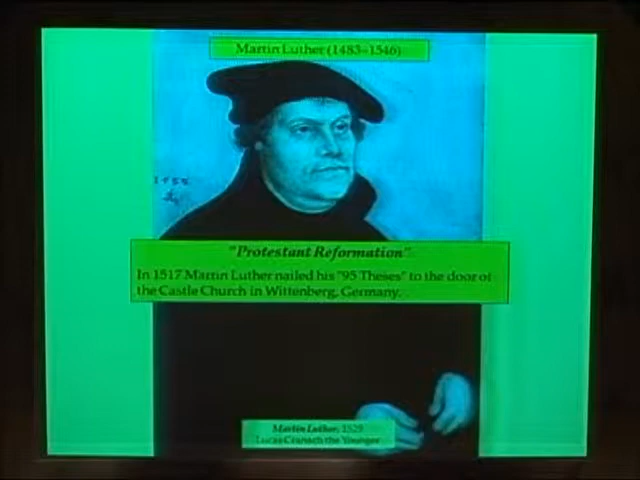 Martin Luther (1483-1546)
"Protestant Reformation"
In 1517 Martin Luther nailed his "95 Theses" to the door of
the Castle Church in Wittenberg, Germany.
Martin Luther, 1529
Lucas Cranach the Younger